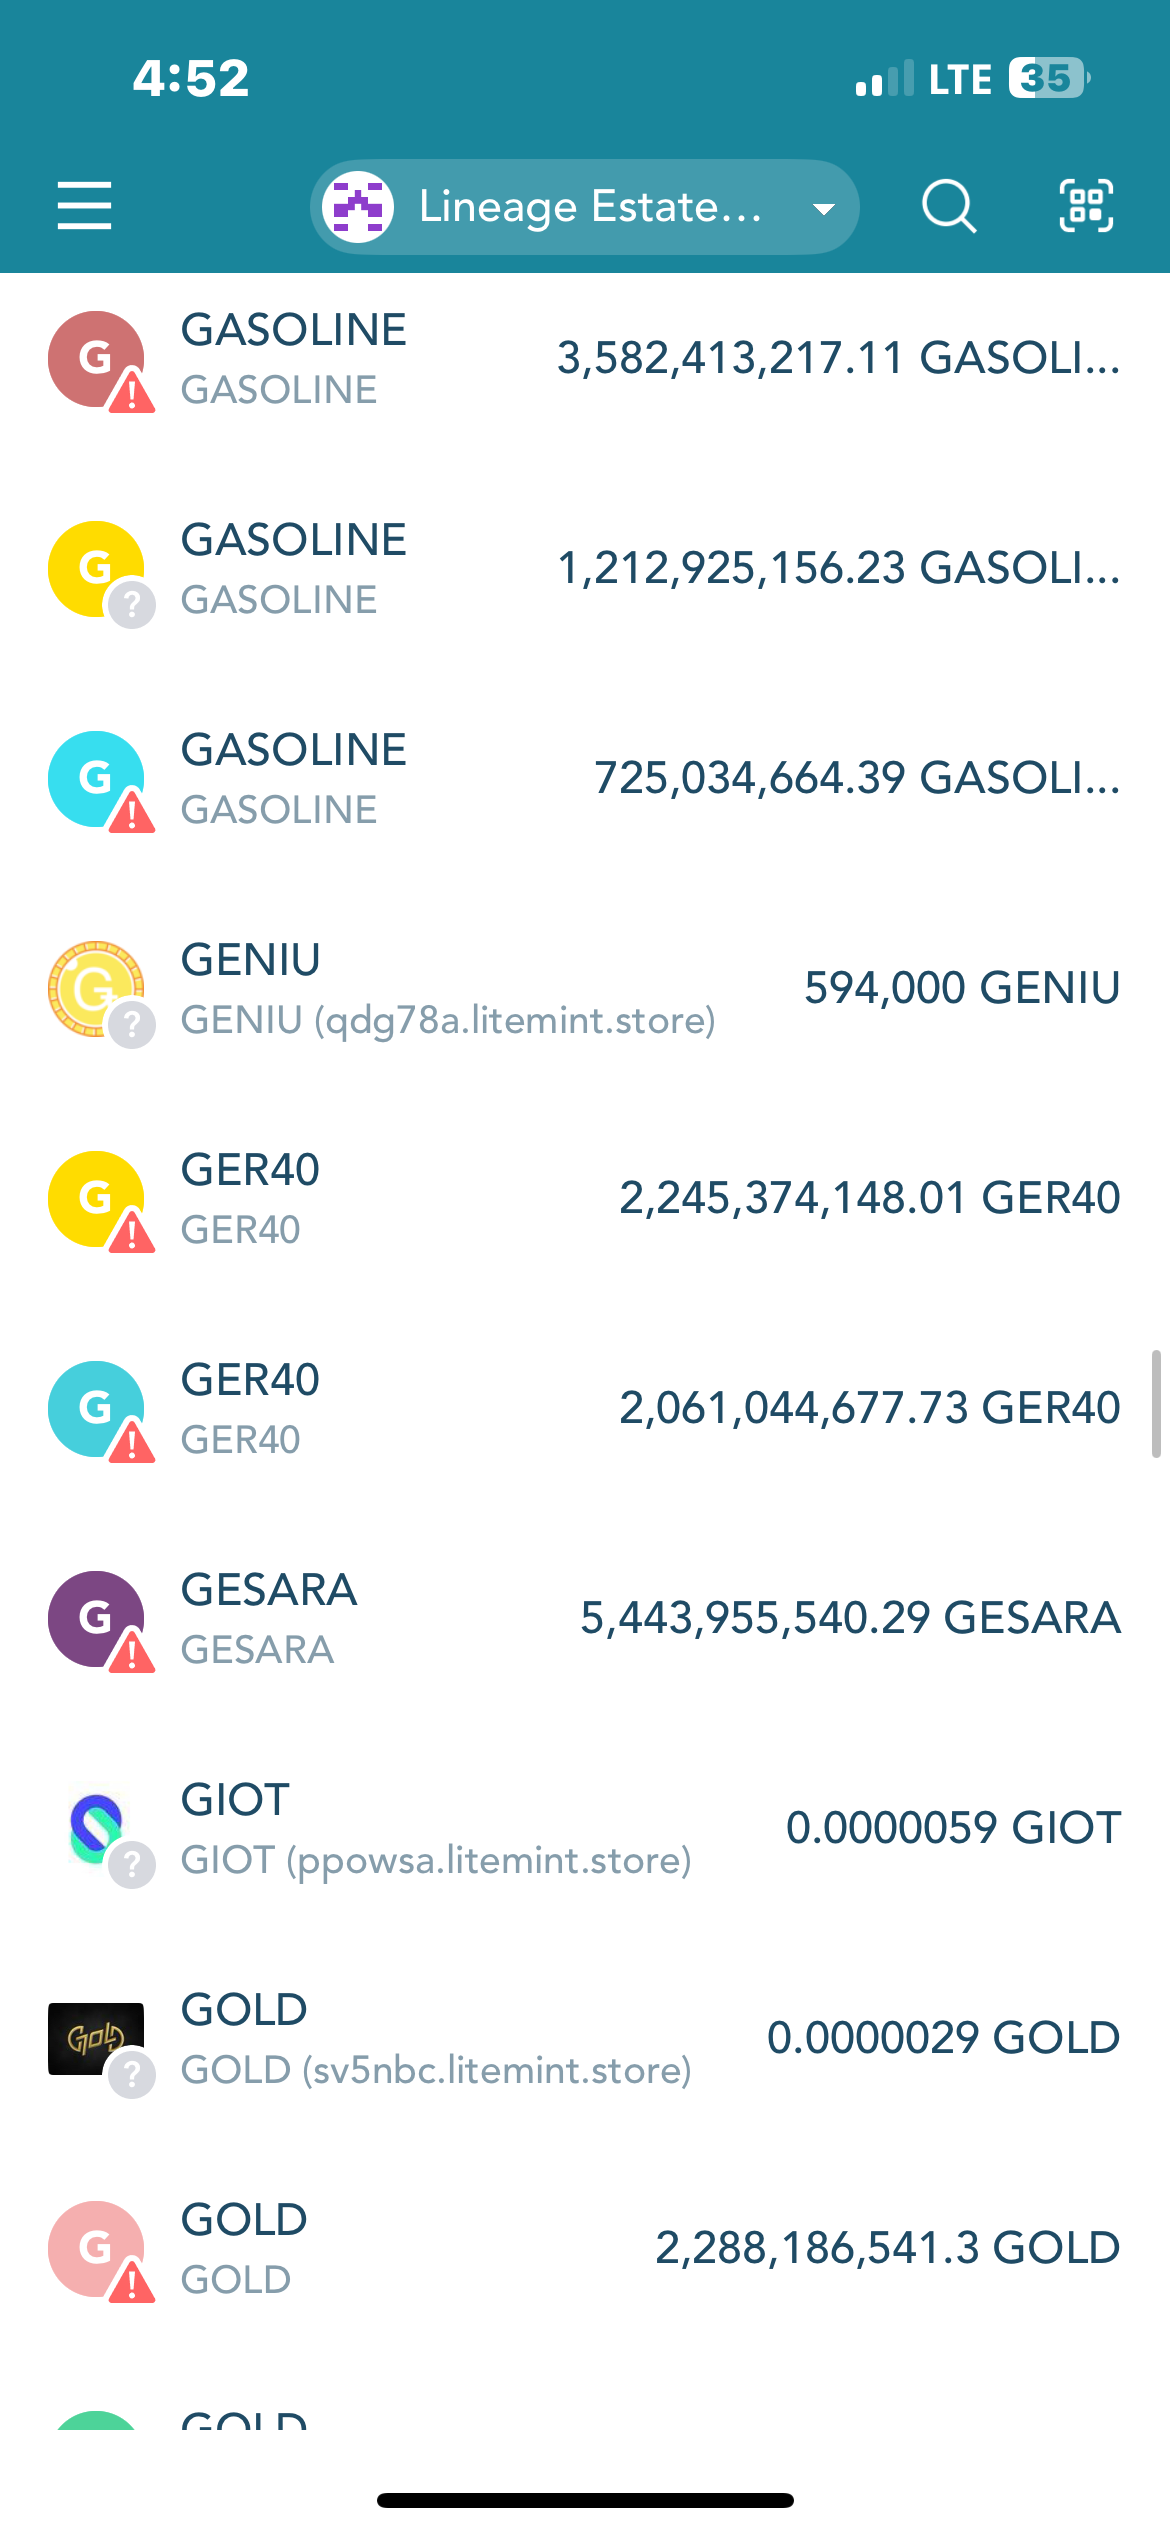 4:52
LTE 35
Lineage Estate...
GASOLINE
3,582,413,217.11 GASOLI...
GASOLINE
G
GASOLINE
1,212,925,156.23 GASOLI...
GASOLINE
G
?
GASOLINE
725,034,664.39 GASOLI...
GASOLINE
G
GENIU
594,000 GENIU
GENIU (qdg78a.litemint.store)
G
?
GER40
2,245,374,148.01 GER40
GER40
G
GER40
2,061,044,677.73 GER40
GER40
G
GESARA
5,443,955,540.29 GESARA
GESARA
G
GIOT
0.0000059 GIOT
GIOT (ppowsa.litemint.store)
?
GOLD
0.0000029 GOLD
GOLD (sv5nbc.litemint.store)
GOLD
?
GOLD
2,288,186,541.3 GOLD
GOLD
G
GOLD